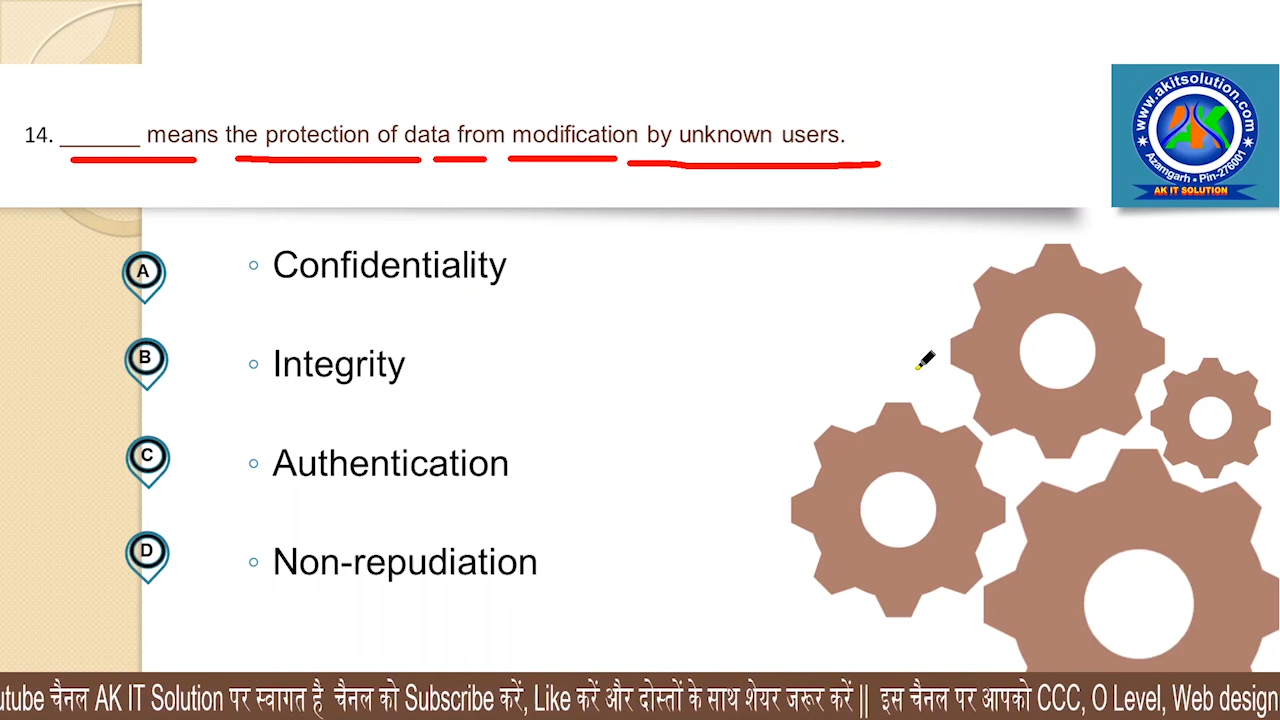 14. _______ means the protection of data from modification by unknown users.
www.akitsolution.com
AK
Azamgarh • Pin-276001
AK IT SOLUTION
A
Confidentiality
B
Integrity
C
Authentication
D
Non-repudiation
utube चैनल AK IT Solution पर स्वागत है चैनल को Subscribe करें, Like करें और दोस्तों के साथ शेयर जरूर करें || इस चैनल पर आपको CCC, O Level, Web design